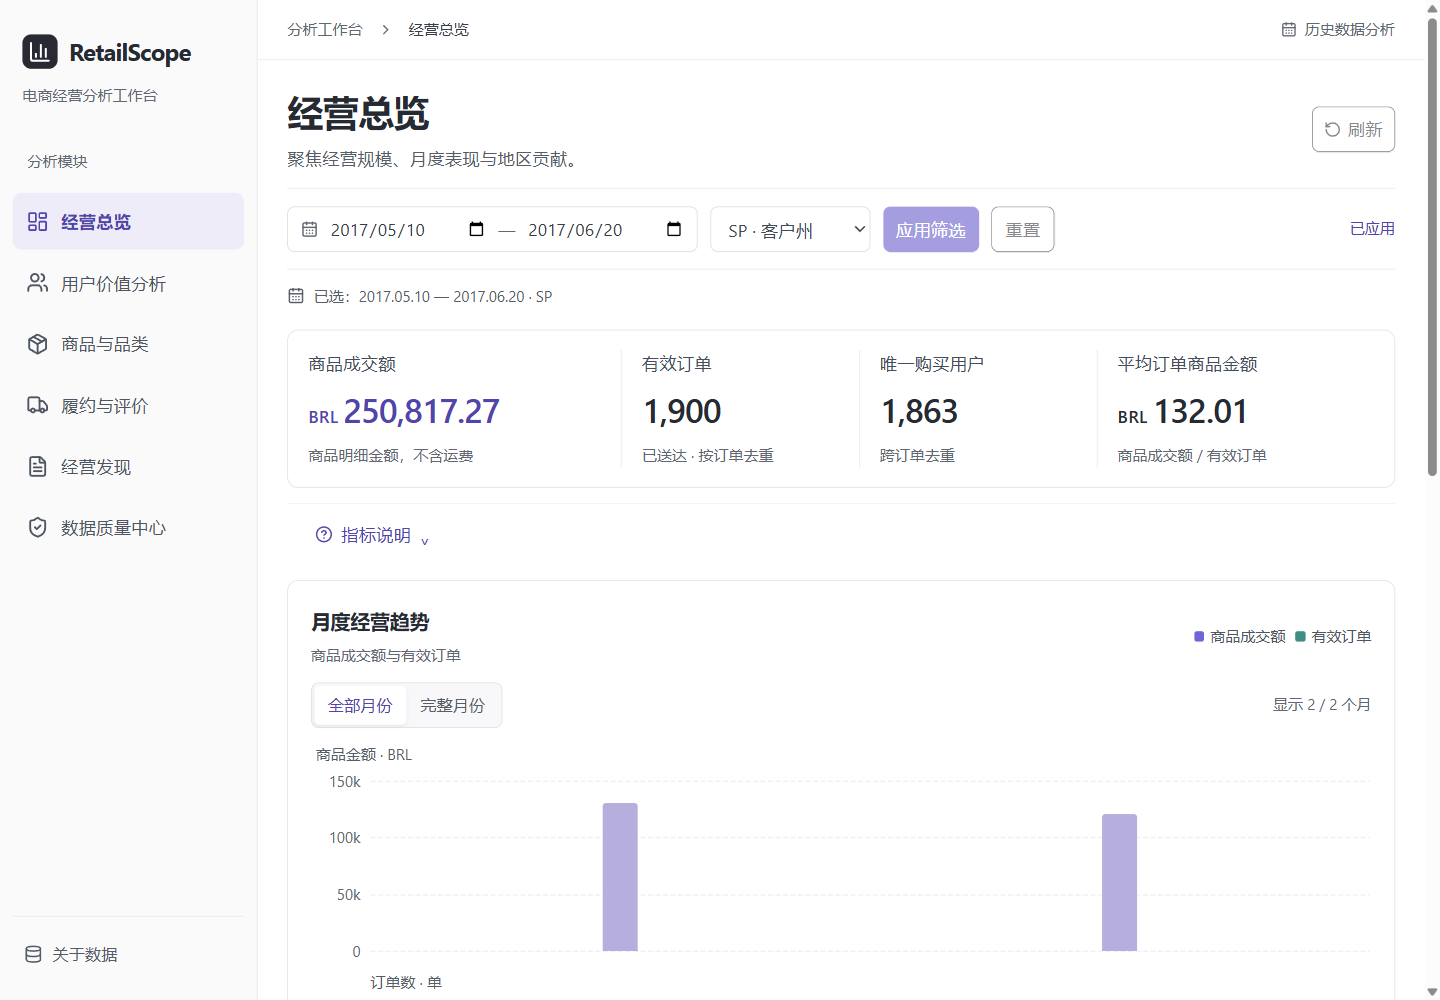 RetailScope
电商经营分析工作台
分析模块
经营总览
用户价值分析
商品与品类
履约与评价
经营发现
数据质量中心
关于数据
分析工作台 > 经营总览
历史数据分析
经营总览
聚焦经营规模、月度表现与地区贡献。
刷新
2017/05/10 — 2017/06/20
SP · 客户州
应用筛选
重置
已应用
已选：2017.05.10 — 2017.06.20 · SP
商品成交额
BRL 250,817.27
商品明细金额，不含运费
有效订单
1,900
已送达 · 按订单去重
唯一购买用户
1,863
跨订单去重
平均订单商品金额
BRL 132.01
商品成交额 / 有效订单
指标说明
月度经营趋势
商品成交额与有效订单
商品成交额 有效订单
全部月份 完整月份
显示 2 / 2 个月
商品金额 · BRL
150k
100k
50k
0
订单数 · 单